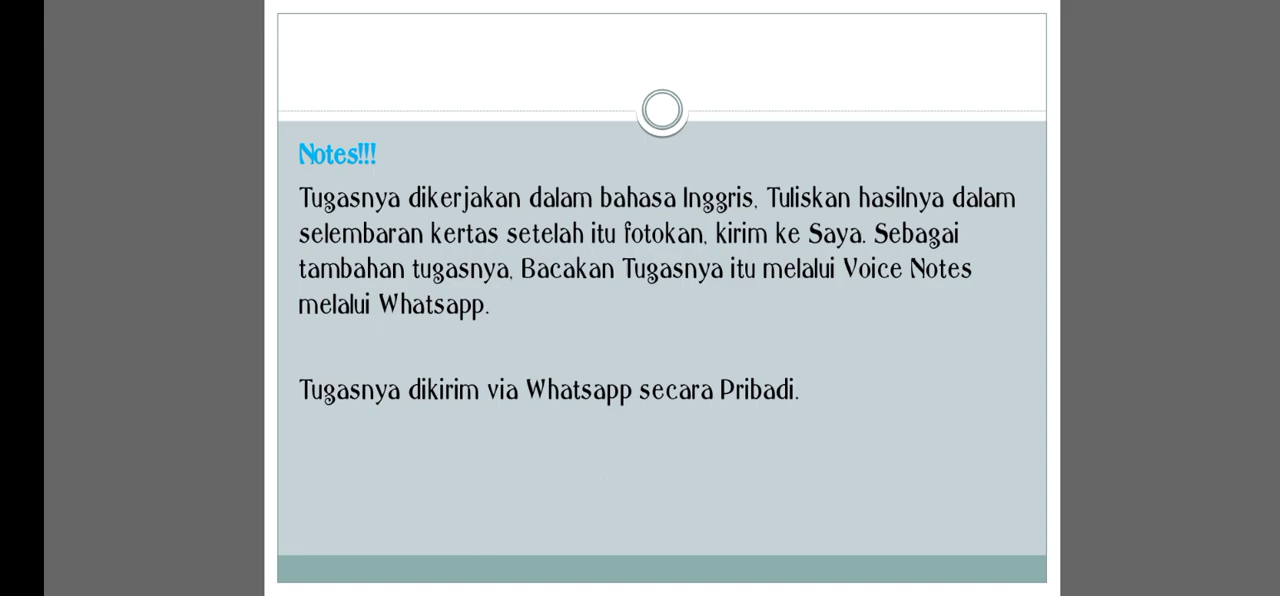 Notes!!!
Tugasnya dikerjakan dalam bahasa Inggris, Tuliskan hasilnya dalam
selembaran kertas setelah itu fotokan, kirim ke Saya. Sebagai
tambahan tugasnya, Bacakan Tugasnya itu melalui Voice Notes
melalui Whatsapp.
Tugasnya dikirim via Whatsapp secara Pribadi.